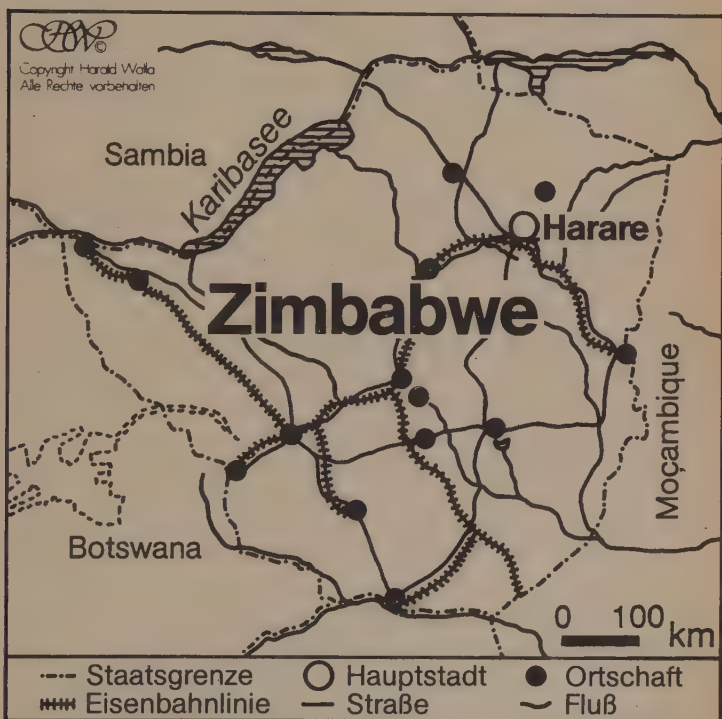 Copyright Harald Watla
Alle Rechte vorbehalten
Sambia
Karibasee
Harare
Zimbabwe
Moçambique
Botswana
0 100 km
Staatsgrenze
Hauptstadt
Ortschaft
Eisenbahnlinie
Straße
Fluß